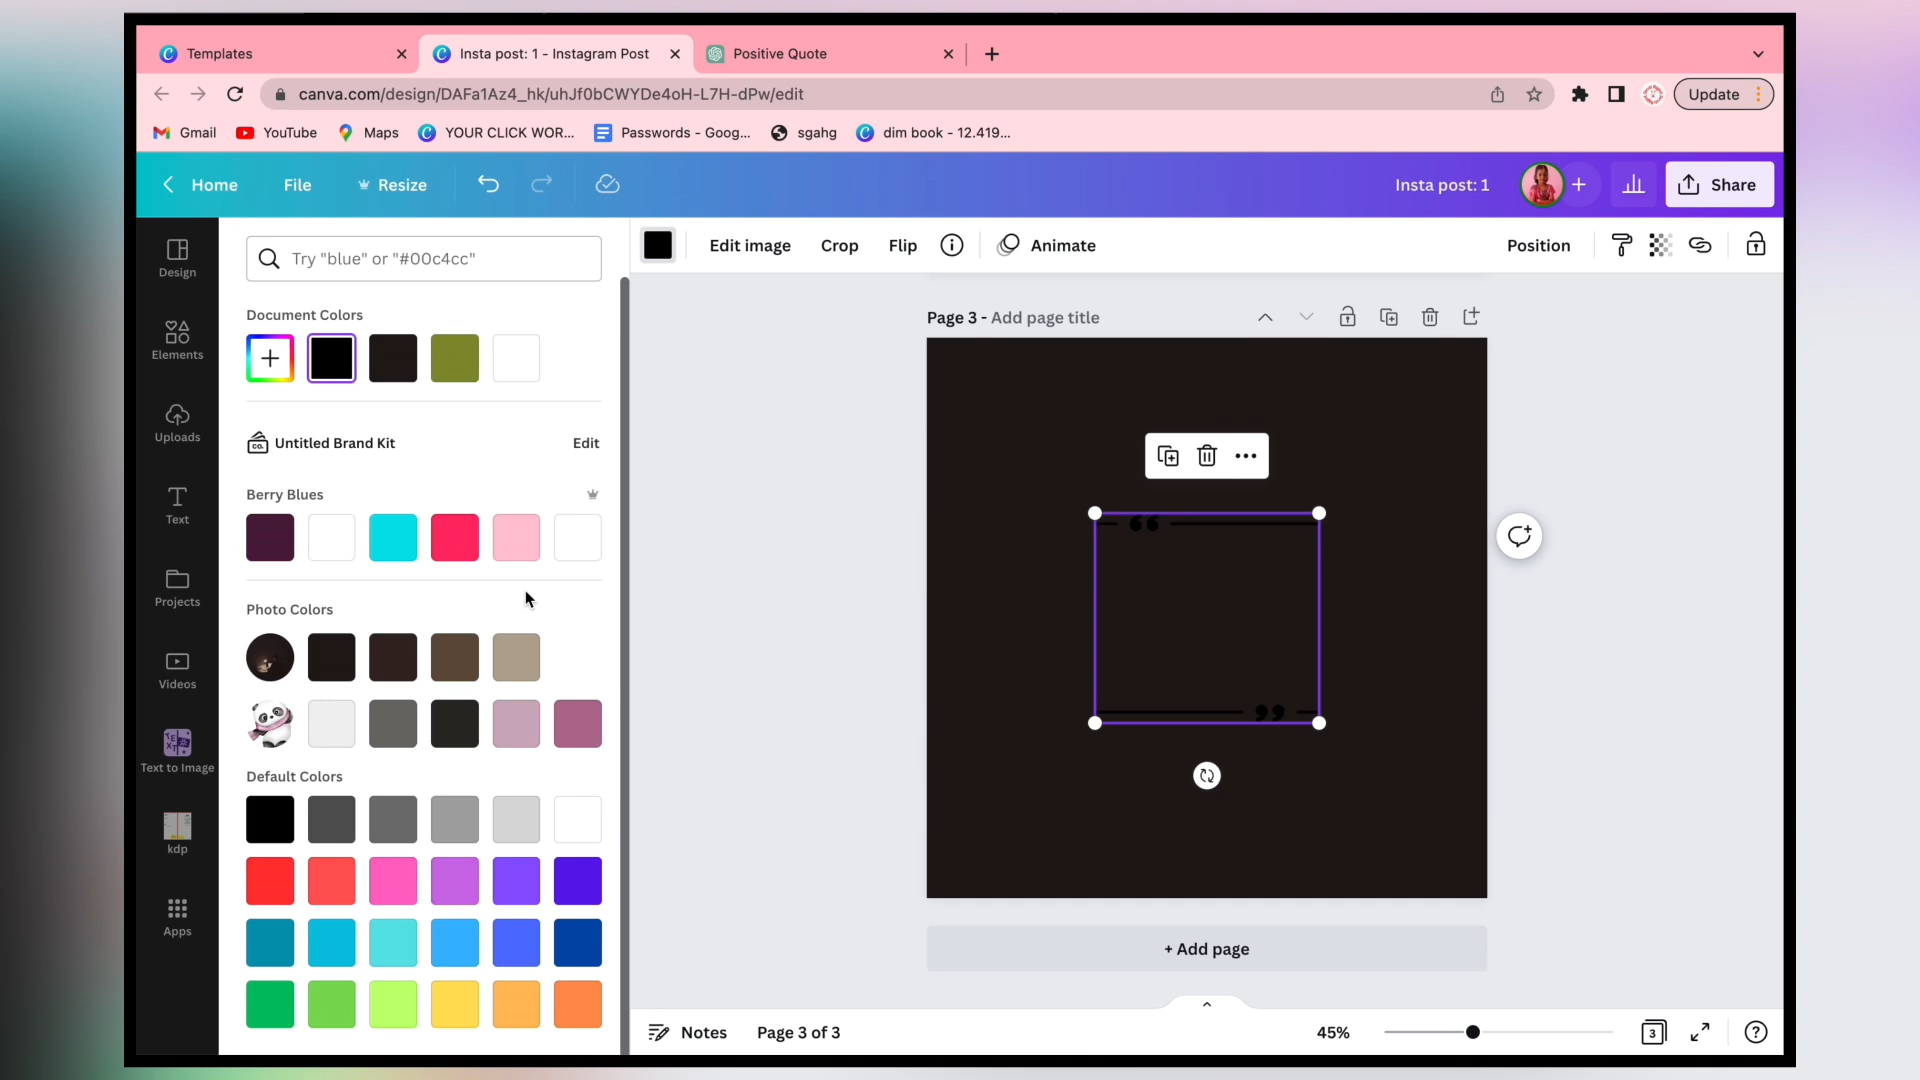 Templates
Insta post: 1 - Instagram Post
Positive Quote
canva.com/design/DAFa1Az4_hk/uhJf0bCWYDe4oH-L7H-dPw/edit
Update
Gmail
YouTube
Maps
YOUR CLICK WOR...
Passwords - Goog...
sgahg
dim book - 12.419...
Home
File
Resize
Insta post: 1
Share
Design
Elements
Uploads
Text
Projects
Videos
Text to Image
kdp
Apps
Try "blue" or "#00c4cc"
Document Colors
co.
Untitled Brand Kit
Edit
Berry Blues
Photo Colors
Default Colors
Edit image
Crop
Flip
Animate
Position
Page 3 - Add page title
“
”
+ Add page
Notes
Page 3 of 3
45%
3